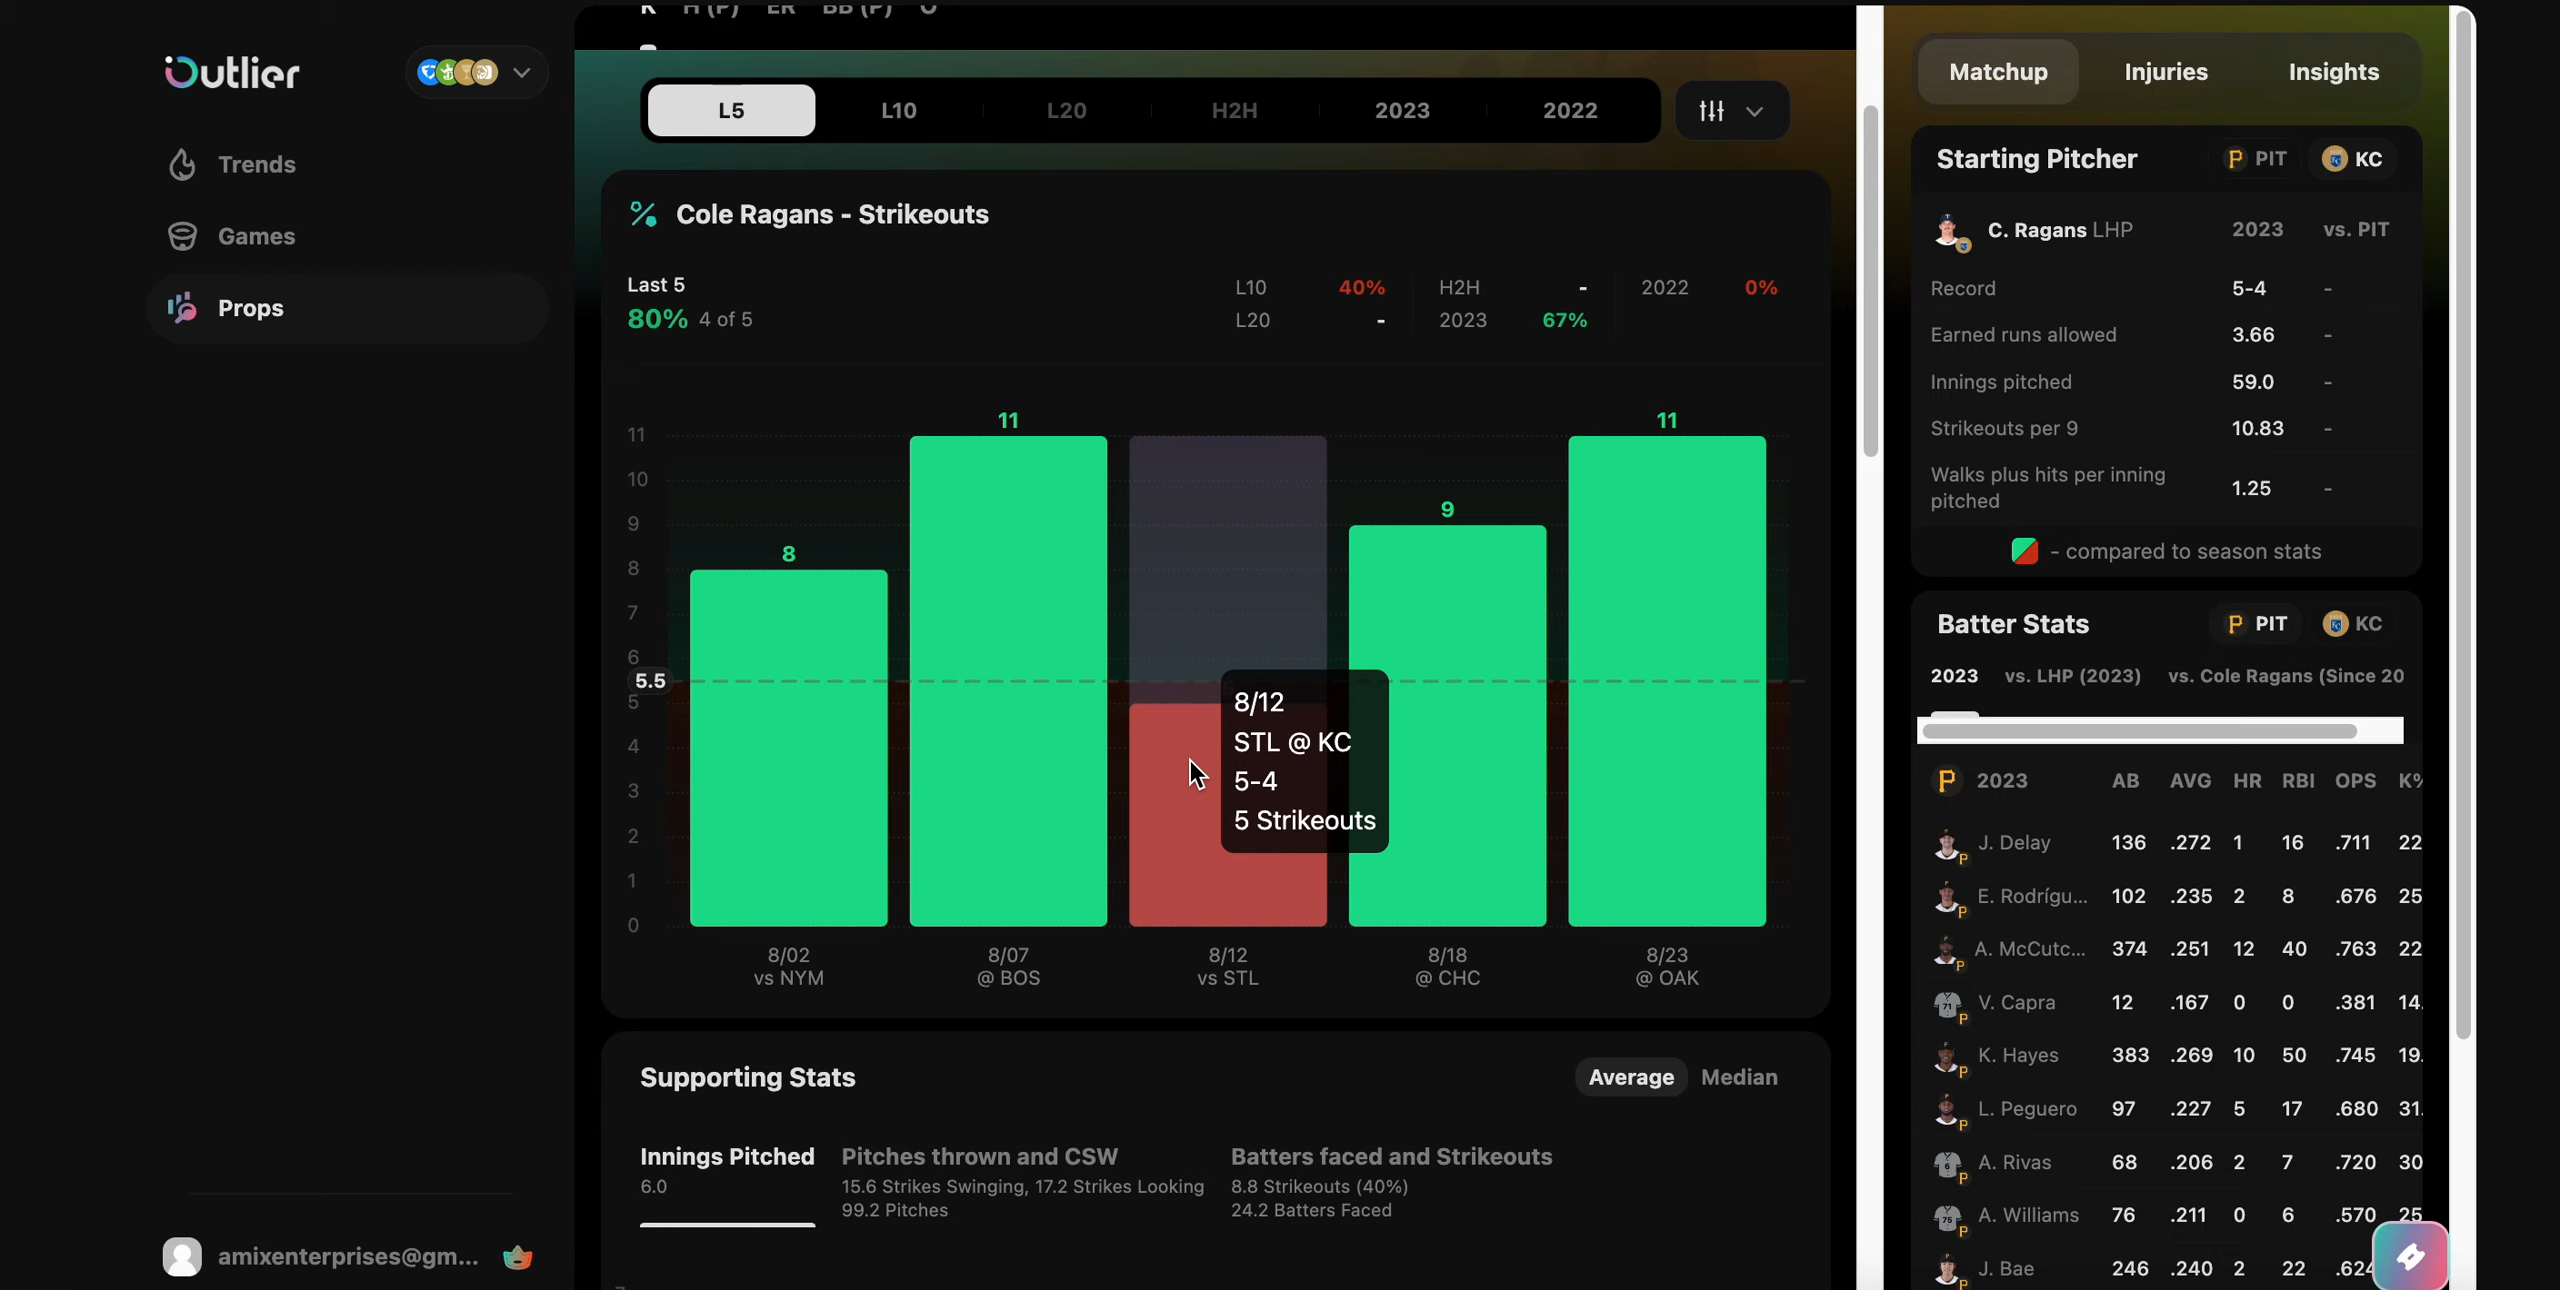 K H (P) ER BB (P) O
Outlier
Trends
Games
Props
amixenterprises@gm...
L5 L10 L20 H2H 2023 2022
Cole Ragans - Strikeouts
Last 5
80% 4 of 5
L10 40% H2H - 2022 0%
L20 - 2023 67%
11
10
9
8
7
6
5.5
5
4
3
2
1
0
8
11
9
11
8/12
STL @ KC
5-4
5 Strikeouts
8/02 8/07 8/12 8/18 8/23
vs NYM @ BOS vs STL @ CHC @ OAK
Supporting Stats
Average Median
Innings Pitched
6.0
Pitches thrown and CSW
15.6 Strikes Swinging, 17.2 Strikes Looking
99.2 Pitches
Batters faced and Strikeouts
8.8 Strikeouts (40%)
24.2 Batters Faced
Matchup Injuries Insights
Starting Pitcher PIT KC
C. Ragans LHP 2023 vs. PIT
Record 5-4 -
Earned runs allowed 3.66 -
Innings pitched 59.0 -
Strikeouts per 9 10.83 -
Walks plus hits per inning
pitched 1.25 -
- compared to season stats
Batter Stats PIT KC
2023 vs. LHP (2023) vs. Cole Ragans (Since 20
2023 AB AVG HR RBI OPS K%
J. Delay 136 .272 1 16 .711 22
E. Rodrígu... 102 .235 2 8 .676 25
A. McCutc... 374 .251 12 40 .763 22
V. Capra 12 .167 0 0 .381 14.
K. Hayes 383 .269 10 50 .745 19.
L. Peguero 97 .227 5 17 .680 31.
A. Rivas 68 .206 2 7 .720 30
A. Williams 76 .211 0 6 .570 25
J. Bae 246 .240 2 22 .624